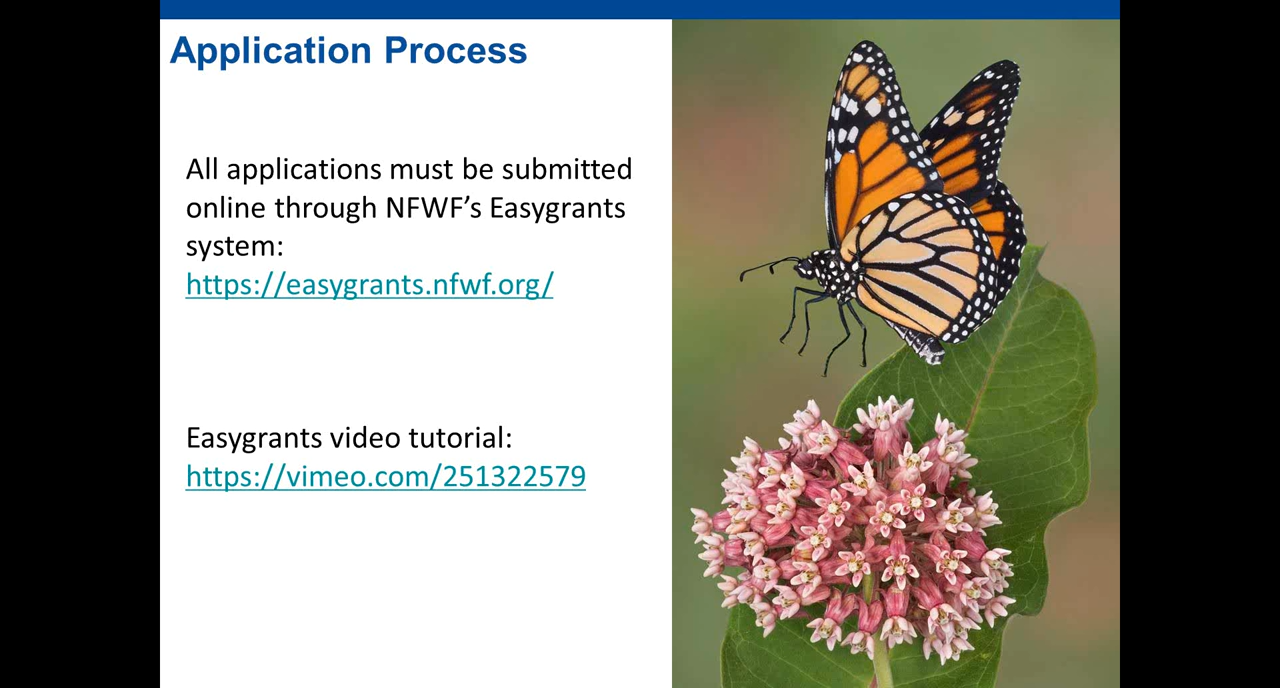 Application Process
All applications must be submitted
online through NFWF’s Easygrants
system:
https://easygrants.nfwf.org/
Easygrants video tutorial:
https://vimeo.com/251322579